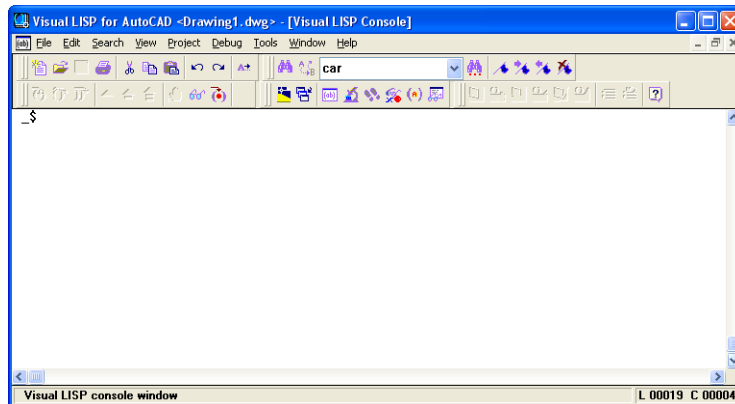 Visual LISP for AutoCAD <Drawing1.dwg> - [Visual LISP Console]
File Edit Search View Project Debug Tools Window Help
car
_$
Visual LISP console window L 00019 C 00004